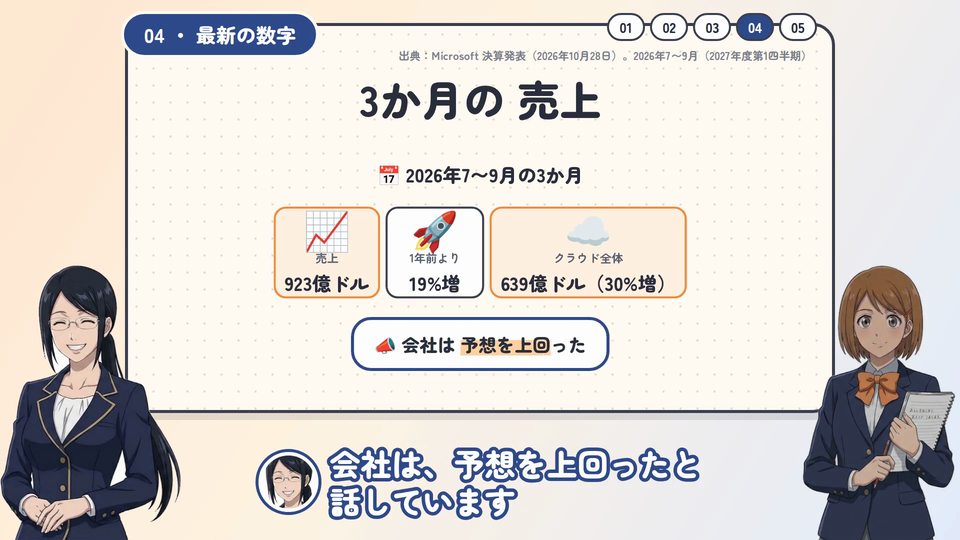 04 ・ 最新の数字
01 02 03 04 05
出典：Microsoft 決算発表（2026年10月28日）。2026年7〜9月（2027年度第1四半期）
3か月の 売上
2026年7〜9月の3か月
売上
923億ドル
1年前より
19%増
クラウド全体
639億ドル（30%増）
会社は 予想を上回った
会社は、予想を上回ったと
話しています